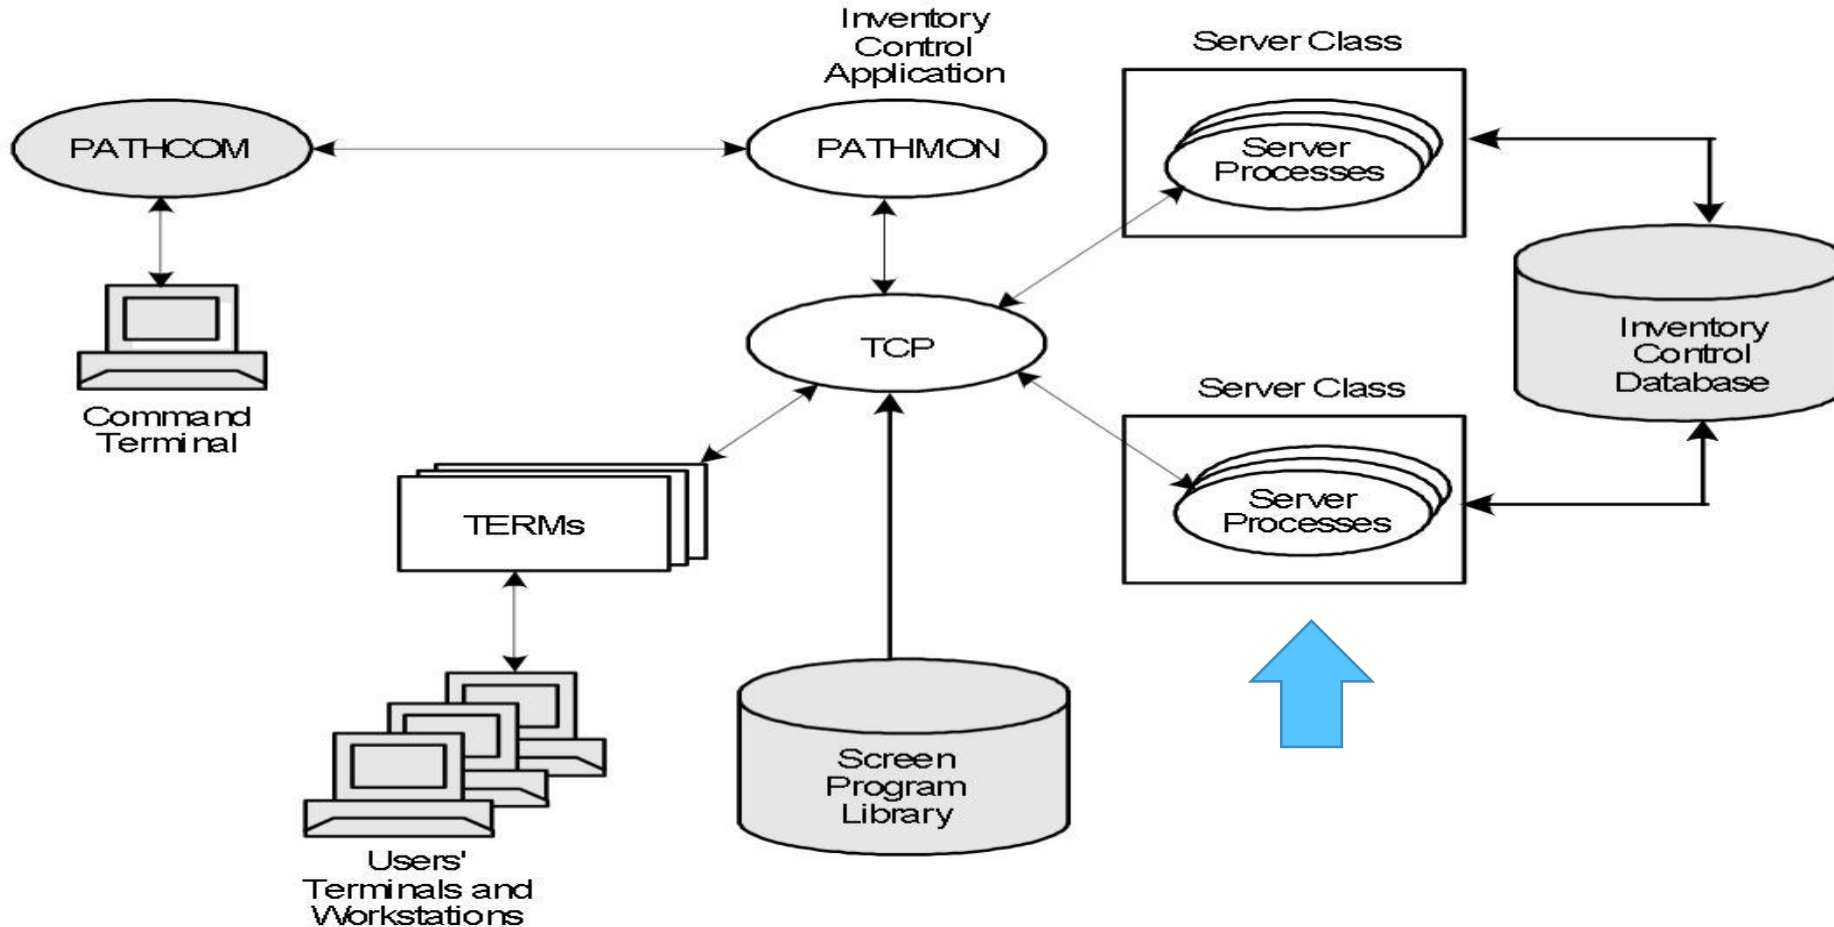 Inventory
Control
Application
Server Class
PATHCOM
PATHMON
Server
Processes
TCP
Inventory
Control
Database
Command
Terminal
Server Class
TERMs
Server
Processes
Screen
Program
Library
Users'
Terminals and
Workstations